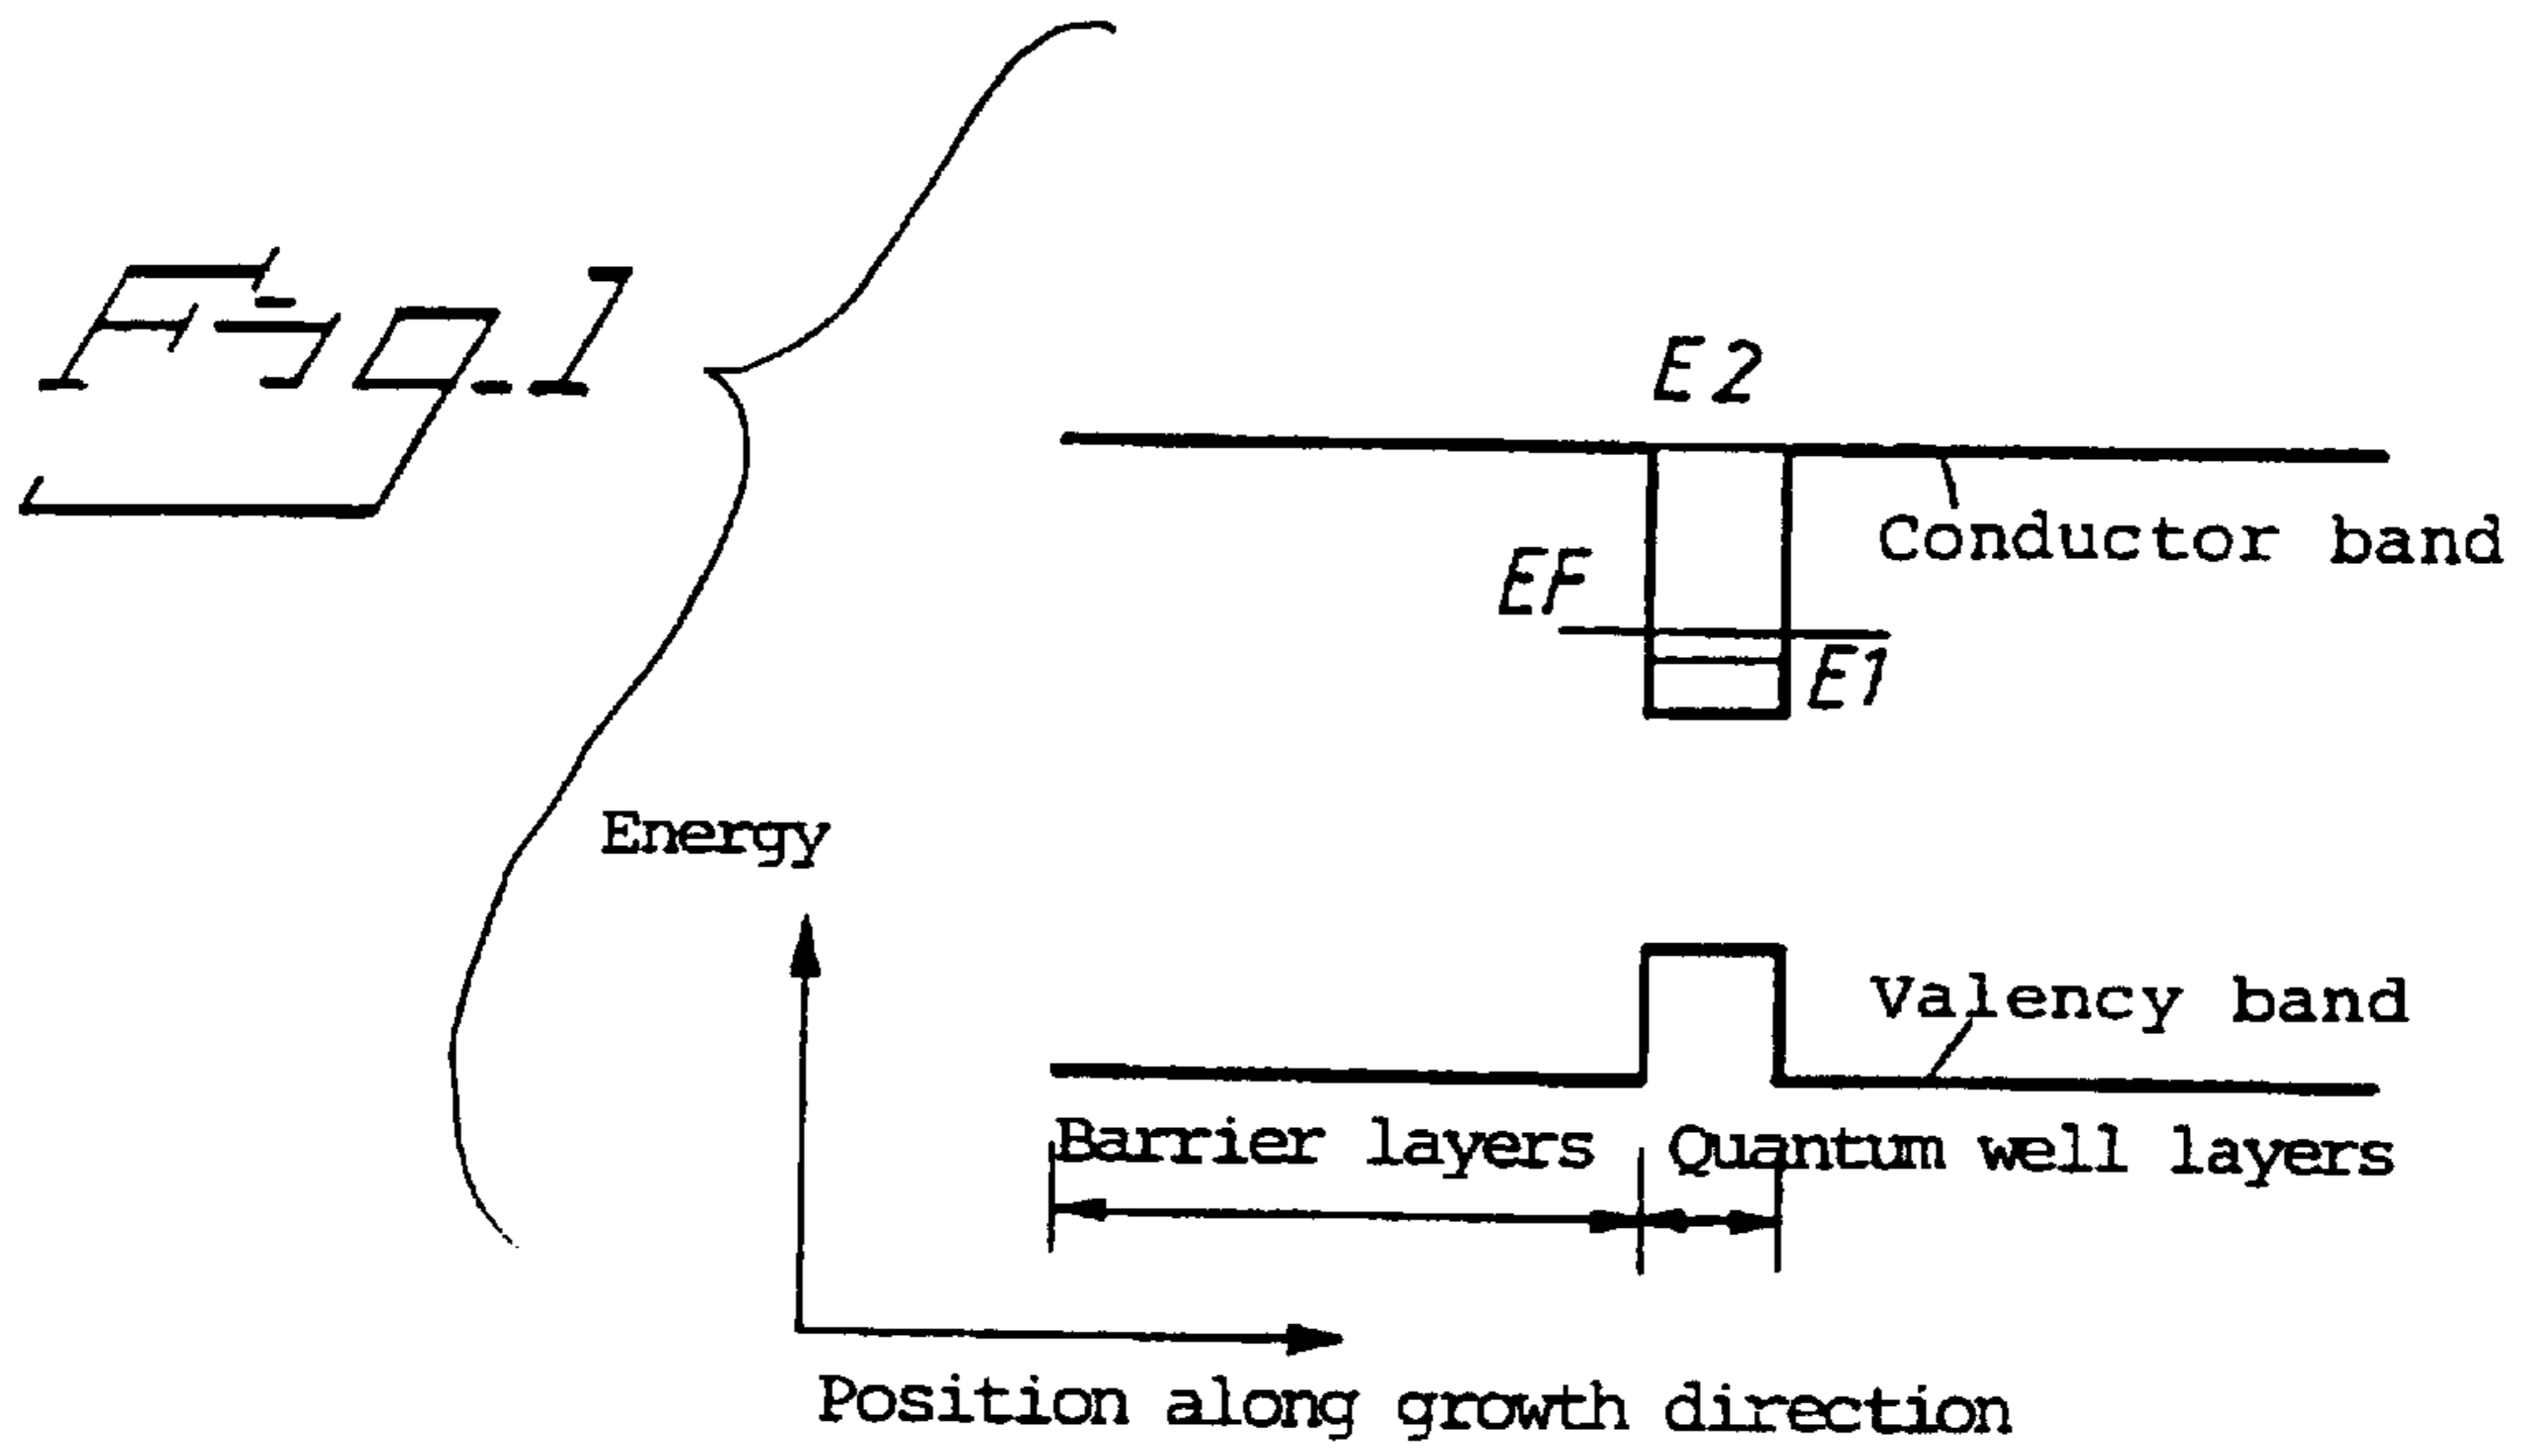 Fig.1
E2
Conductor band
EF
E1
Energy
Valency band
Barrier layers
Quantum well layers
Position along growth direction